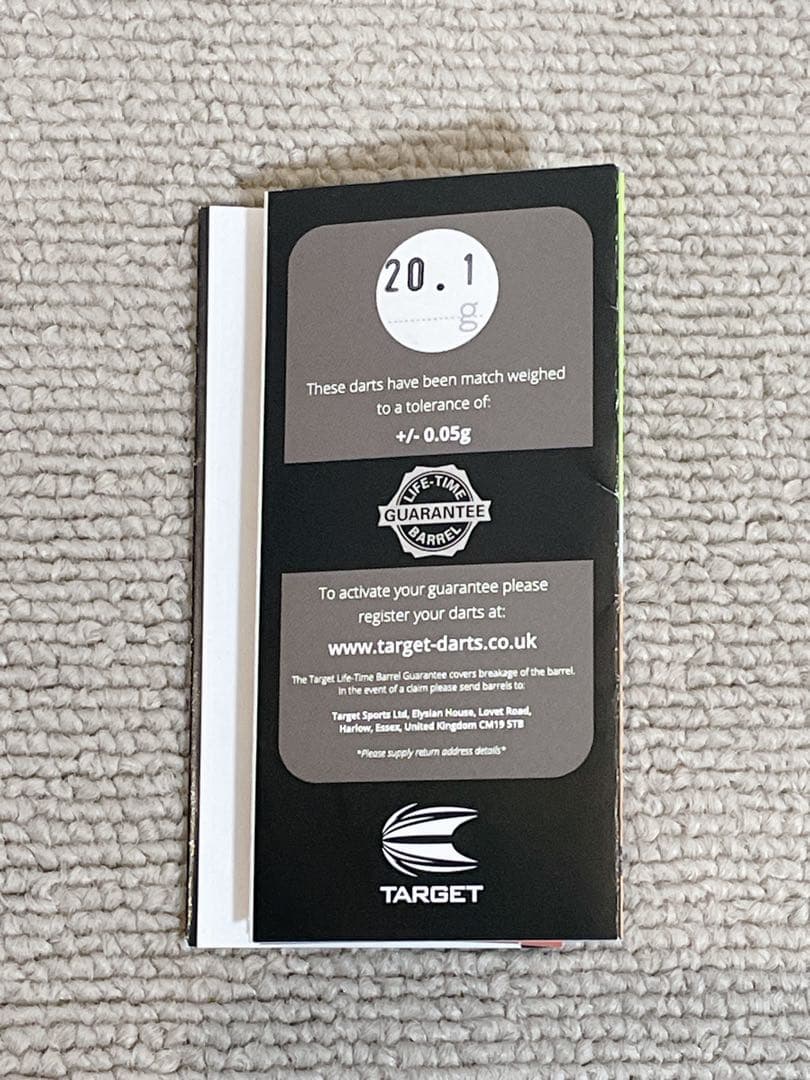 20.1
g
These darts have been match weighed
to a tolerance of:
+/- 0.05g
LIFE-TIME
GUARANTEE
BARREL
To activate your guarantee please
register your darts at:
www.target-darts.co.uk
The Target Life-Time Barrel Guarantee covers breakage of the barrel.
In the event of a claim please send barrels to:
Target Sports Ltd, Elysian House, Lovet Road,
Harlow, Essex, United Kingdom CM19 5TB
*Please supply return address details*
TARGET